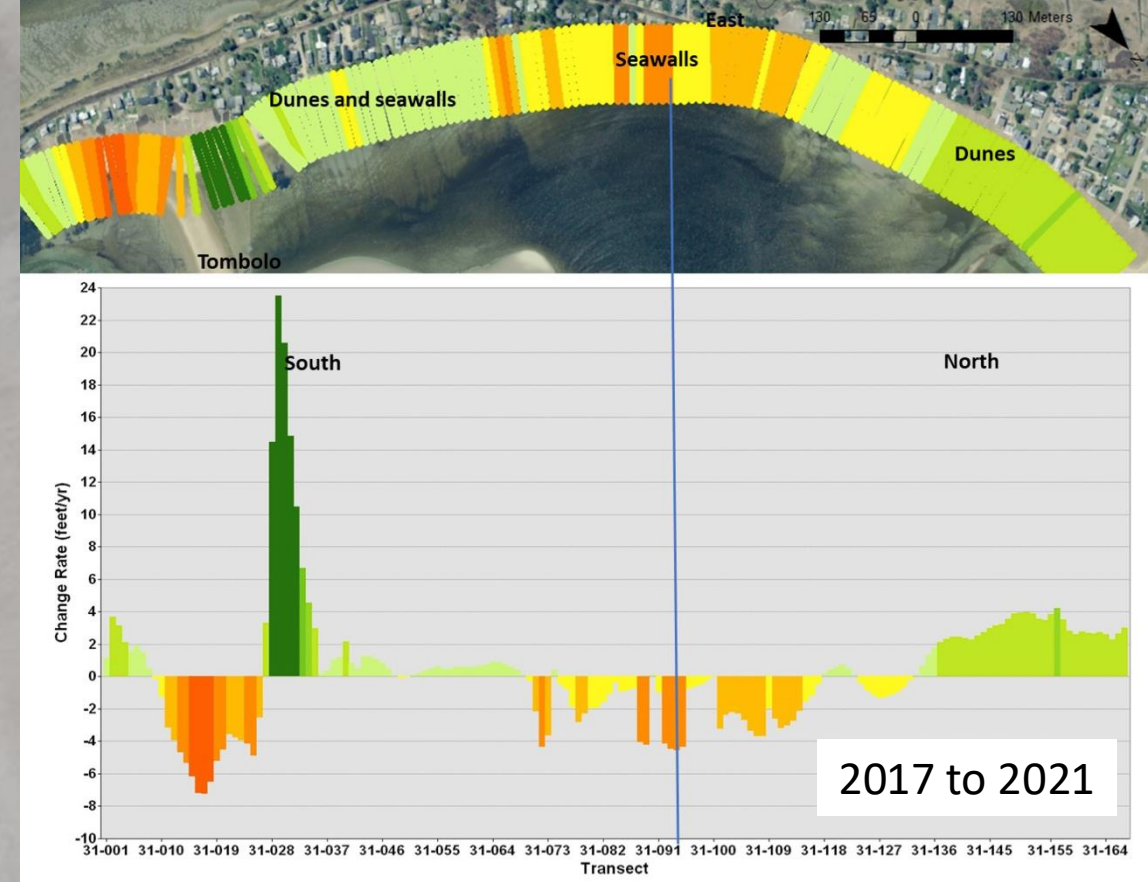 East
130 65 0 130 Meters
N
Seawalls
Dunes and seawalls
Dunes
Tombolo
24
22
20
18
16
14
12
10
8
6
4
2
0
-2
-4
-6
-8
-10
Change Rate (feet/yr)
South
North
2017 to 2021
31-001 31-010 31-019 31-028 31-037 31-046 31-055 31-064 31-073 31-082 31-091 31-100 31-109 31-118 31-127 31-136 31-145 31-155 31-164
Transect